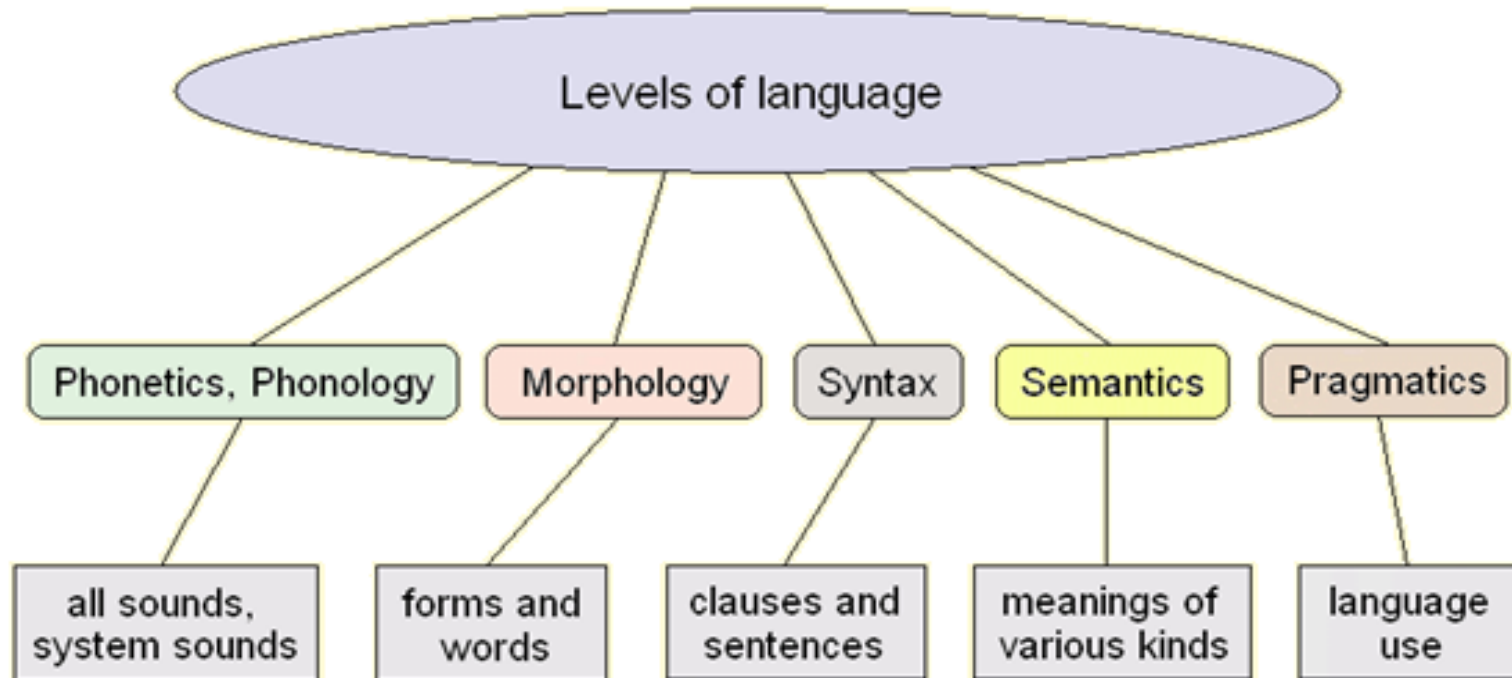 Levels of language
Phonetics, Phonology
Morphology
Syntax
Semantics
Pragmatics
all sounds,
system sounds
forms and
words
clauses and
sentences
meanings of
various kinds
language
use